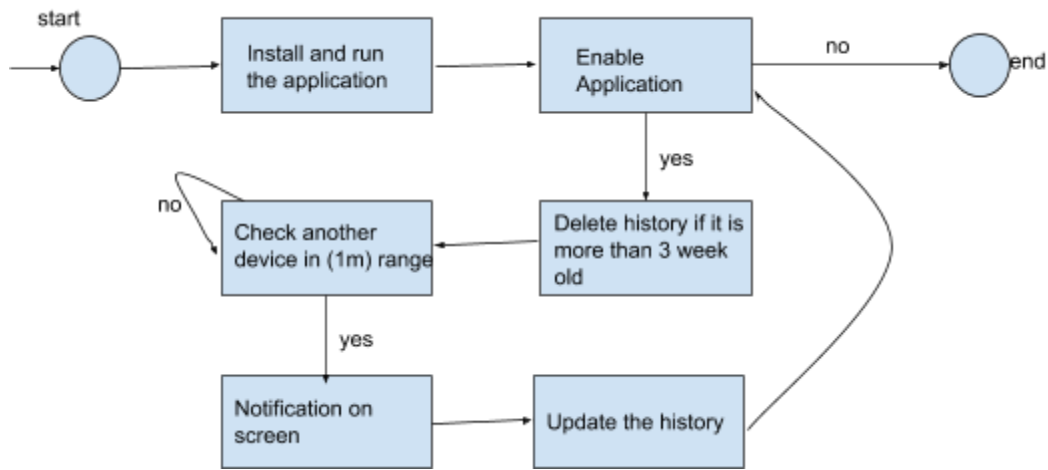 start
Install and run
the application
Enable
Application
no
end
yes
no
Check another
device in (1m) range
Delete history if it is
more than 3 week
old
yes
Notification on
screen
Update the history